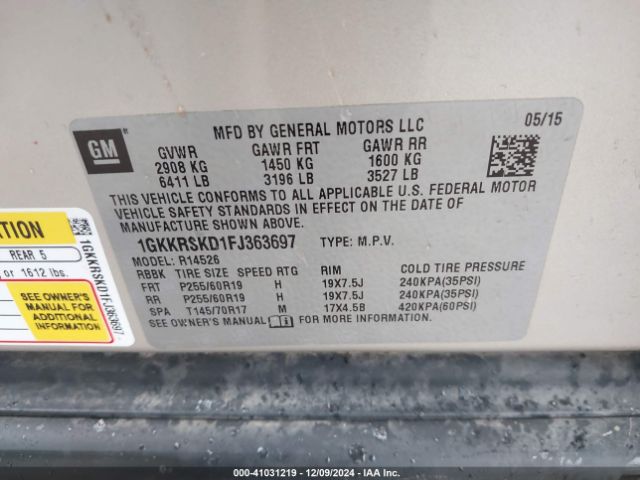 MFD BY GENERAL MOTORS LLC 05/15
GM
GVWR GAWR FRT GAWR RR
2908 KG 1450 KG 1600 KG
6411 LB 3196 LB 3527 LB
THIS VEHICLE CONFORMS TO ALL APPLICABLE U.S. FEDERAL MOTOR
VEHICLE SAFETY STANDARDS IN EFFECT ON THE DATE OF
MANUFACTURE SHOWN ABOVE.
1GKKRSKD1FJ363697 TYPE: M.P.V.
MODEL: R14526
RBBK TIRE SIZE SPEED RTG RIM COLD TIRE PRESSURE
FRT P255/60R19 H 19X7.5J 240KPA(35PSI)
RR P255/60R19 H 19X7.5J 240KPA(35PSI)
SPA T145/70R17 M 17X4.5B 420KPA(60PSI)
SEE OWNER'S MANUAL FOR ADDITIONAL INFORMATION.
REAR 5
or 1612 lbs.
SEE OWNER'S
MANUAL FOR
ADDITIONAL
INFORMATION
1GKKRSKD1FJ363697
000-41031219 - 12/09/2024 - IAA Inc.